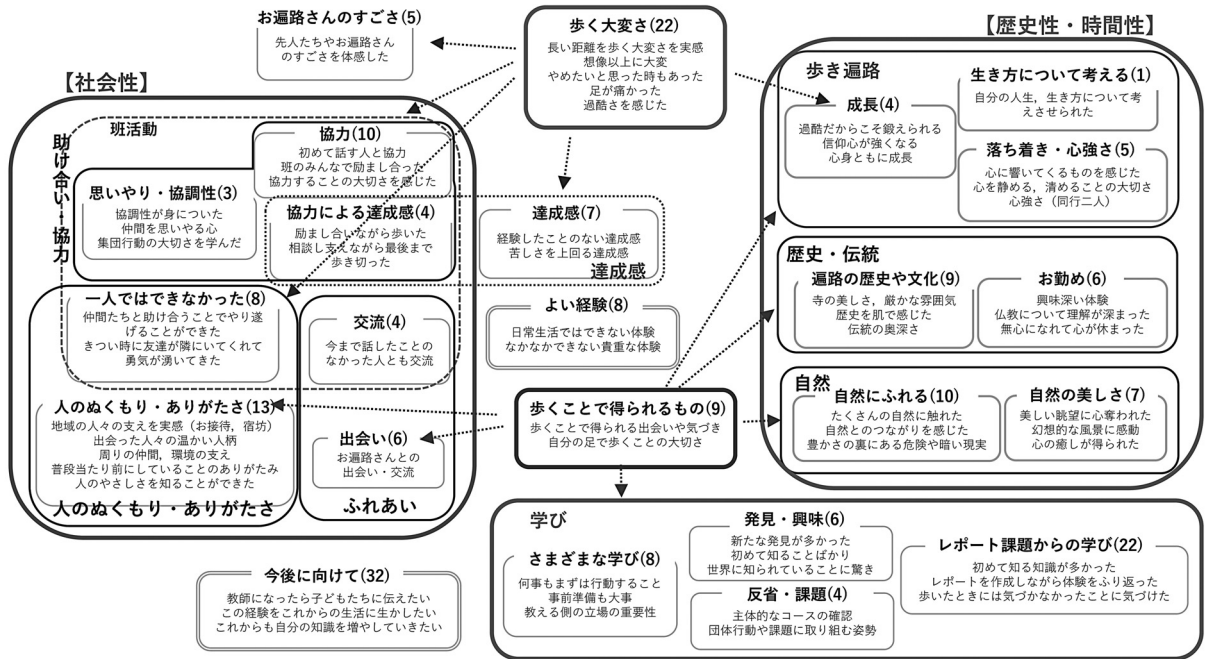 お遍路さんのすごさ(5)
先人たちやお遍路さん
のすごさを体感した
歩く大変さ(22)
長い距離を歩く大変さを実感
想像以上に大変
やめたいと思った時もあった
足が痛かった
過酷さを感じた
【社会性】
助け合い・協力
班活動
協力(10)
初めて話す人と協力
班のみんなで励まし合った
協力することの大切さを感じた
思いやり・協調性(3)
協調性が身についた
仲間を思いやる心
集団行動の大切さを学んだ
協力による達成感(4)
励まし合いながら歩いた
相談し支えながら最後まで
歩き切った
達成感(7)
経験したことのない達成感
苦しさを上回る達成感
達成感
一人ではできなかった(8)
仲間たちと助け合うことでやり遂
げることができた
きつい時に友達が隣にいてくれて
勇気が湧いてきた
交流(4)
今まで話したことの
なかった人とも交流
よい経験(8)
日常生活ではできない体験
なかなかできない貴重な体験
人のぬくもり・ありがたさ(13)
地域の人々の支えを実感（お接待，宿坊）
出会った人々の温かい人柄
周りの仲間，環境の支え
普段当たり前にしていることのありがたみ
人のやさしさを知ることができた
人のぬくもり・ありがたさ
出会い(6)
お遍路さんとの
出会い・交流
ふれあい
歩くことで得られるもの(9)
歩くことで得られる出会いや気づき
自分の足で歩くことの大切さ
【歴史性・時間性】
歩き遍路
成長(4)
過酷だからこそ鍛えられる
信仰心が強くなる
心身ともに成長
生き方について考える(1)
自分の人生，生き方について考
えさせられた
落ち着き・心強さ(5)
心に響いてくるものを感じた
心を静める，清めることの大切さ
心強さ（同行二人）
歴史・伝統
遍路の歴史や文化(9)
寺の美しさ，厳かな雰囲気
歴史を肌で感じた
伝統の奥深さ
お勤め(6)
興味深い体験
仏教について理解が深まった
無心になれて心が休まった
自然
自然にふれる(10)
たくさんの自然に触れた
自然とのつながりを感じた
豊かさの裏にある危険や暗い現実
自然の美しさ(7)
美しい眺望に心奪われた
幻想的な風景に感動
心の癒しが得られた
学び
さまざまな学び(8)
何事もまずは行動すること
事前準備も大事
教える側の立場の重要性
発見・興味(6)
新たな発見が多かった
初めて知ることばかり
世界に知られていることに驚き
反省・課題(4)
主体的なコースの確認
団体行動や課題に取り組む姿勢
レポート課題からの学び(22)
初めて知る知識が多かった
レポートを作成しながら体験をふり返った
歩いたときには気づかなかったことに気づけた
今後に向けて(32)
教師になったら子どもたちに伝えたい
この経験をこれからの生活に生かしたい
これからも自分の知識を増やしていきたい